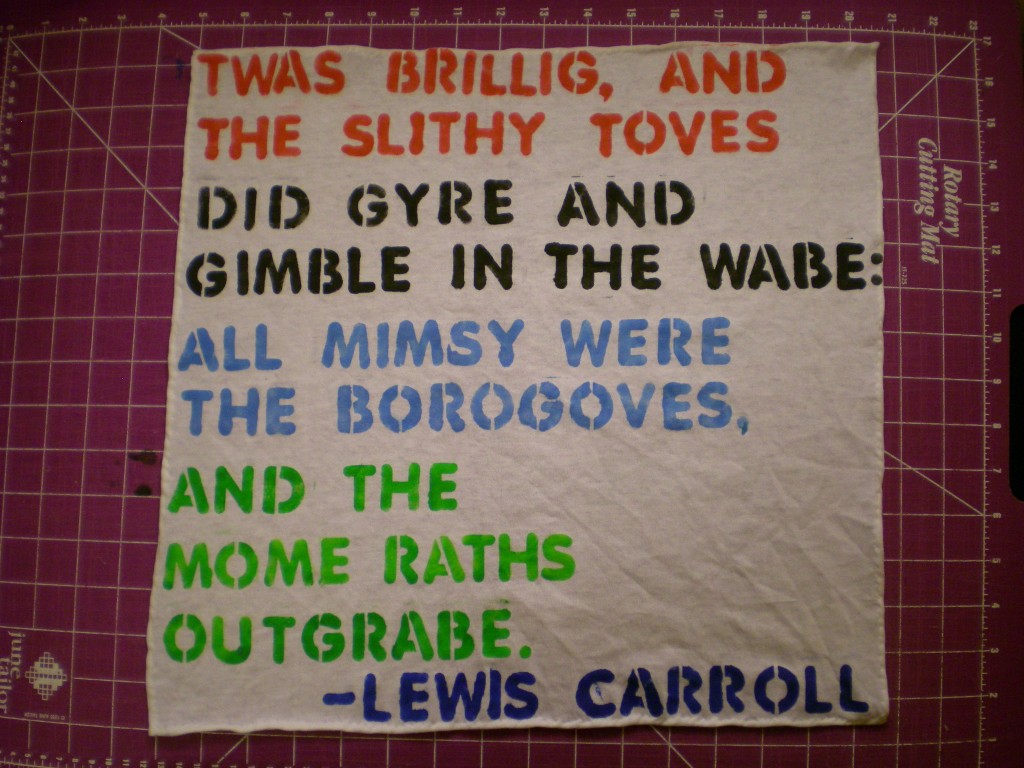 TWAS BRILLIG, AND
THE SLITHY TOVES
DID GYRE AND
GIMBLE IN THE WABE:
ALL MIMSY WERE
THE BOROGOVES,
AND THE
MOME RATHS
OUTGRABE.
-LEWIS CARROLL
Rotary
Cutting Mat
june
tailor